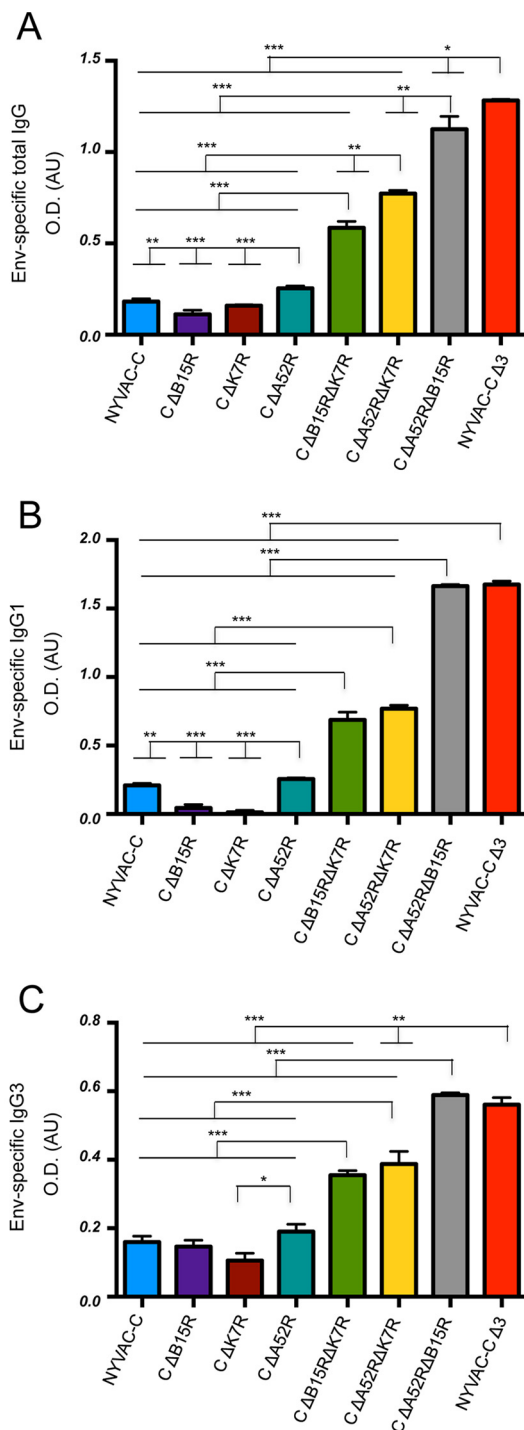 A
Env-specific total IgG
O.D. (AU)
1.5
1.0
0.5
0.0
***
*
***
**
***
**
***
**
***
***
NYVAC-C
C ΔB15R
C ΔK7R
C ΔA52R
C ΔB15RΔK7R
C ΔA52RΔK7R
C ΔA52RΔB15R
NYVAC-C Δ3
B
Env-specific IgG1
O.D. (AU)
2.0
1.5
1.0
0.5
0.0
***
***
***
***
**
***
***
NYVAC-C
C ΔB15R
C ΔK7R
C ΔA52R
C ΔB15RΔK7R
C ΔA52RΔK7R
C ΔA52RΔB15R
NYVAC-C Δ3
C
Env-specific IgG3
O.D. (AU)
0.8
0.6
0.4
0.2
0.0
***
**
***
***
***
*
NYVAC-C
C ΔB15R
C ΔK7R
C ΔA52R
C ΔB15RΔK7R
C ΔA52RΔK7R
C ΔA52RΔB15R
NYVAC-C Δ3